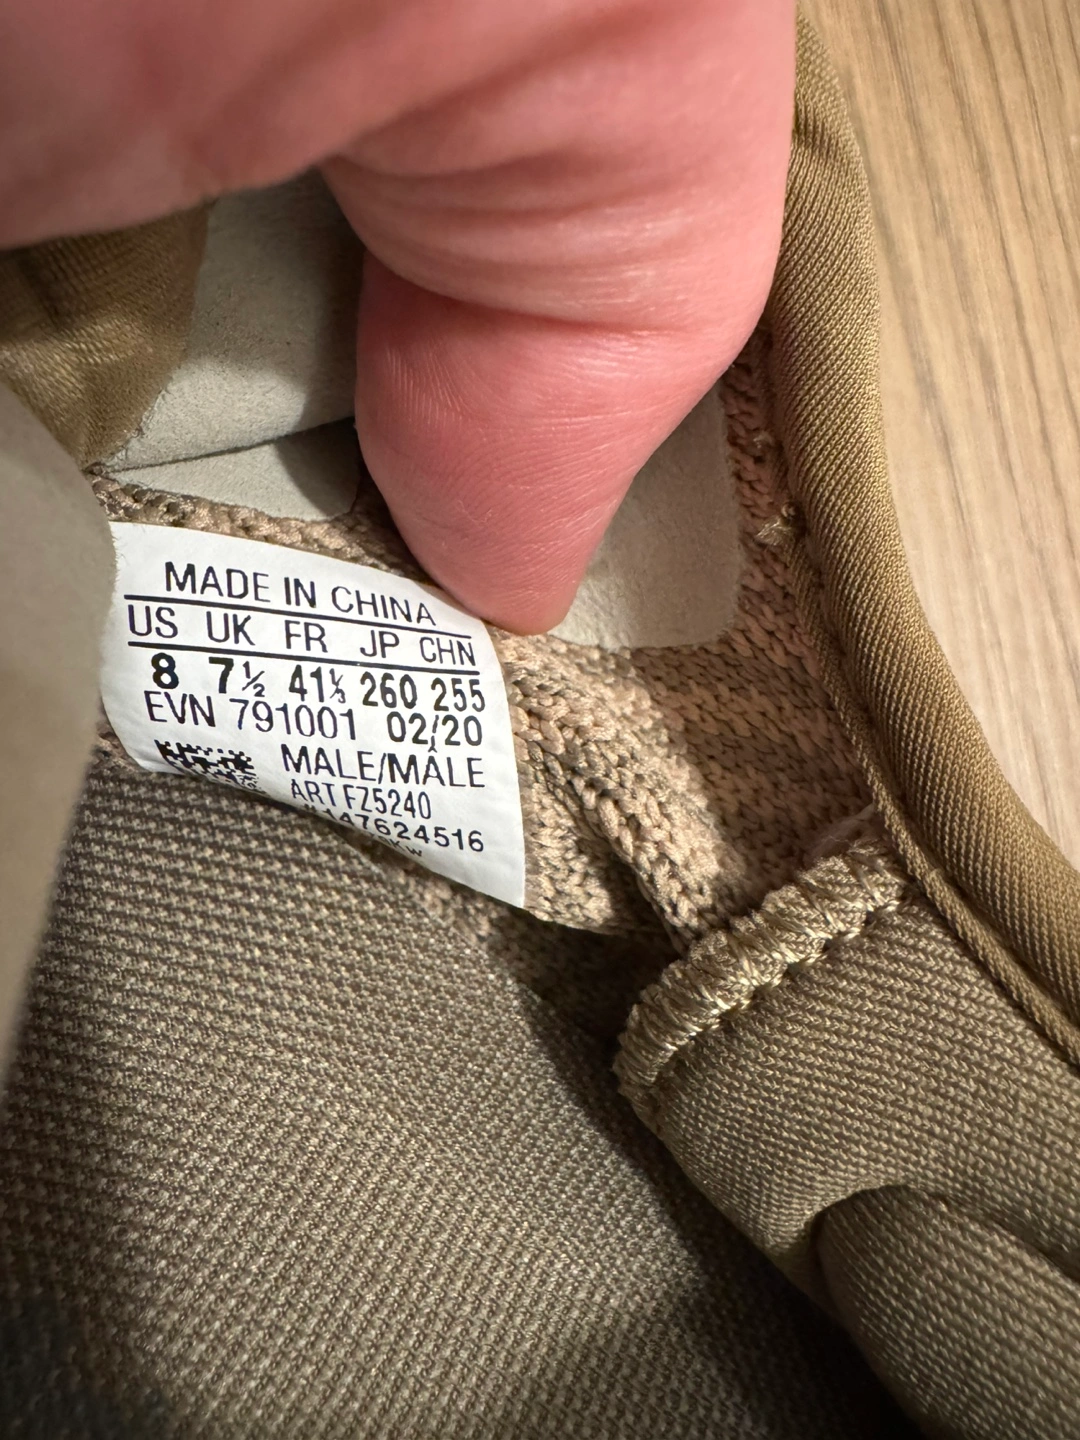 MADE IN CHINA
US UK FR JP CHN
8 7½ 41⅓ 260 255
EVN 791001 02/20
MALE/MÂLE
ART FZ5240
#147624516